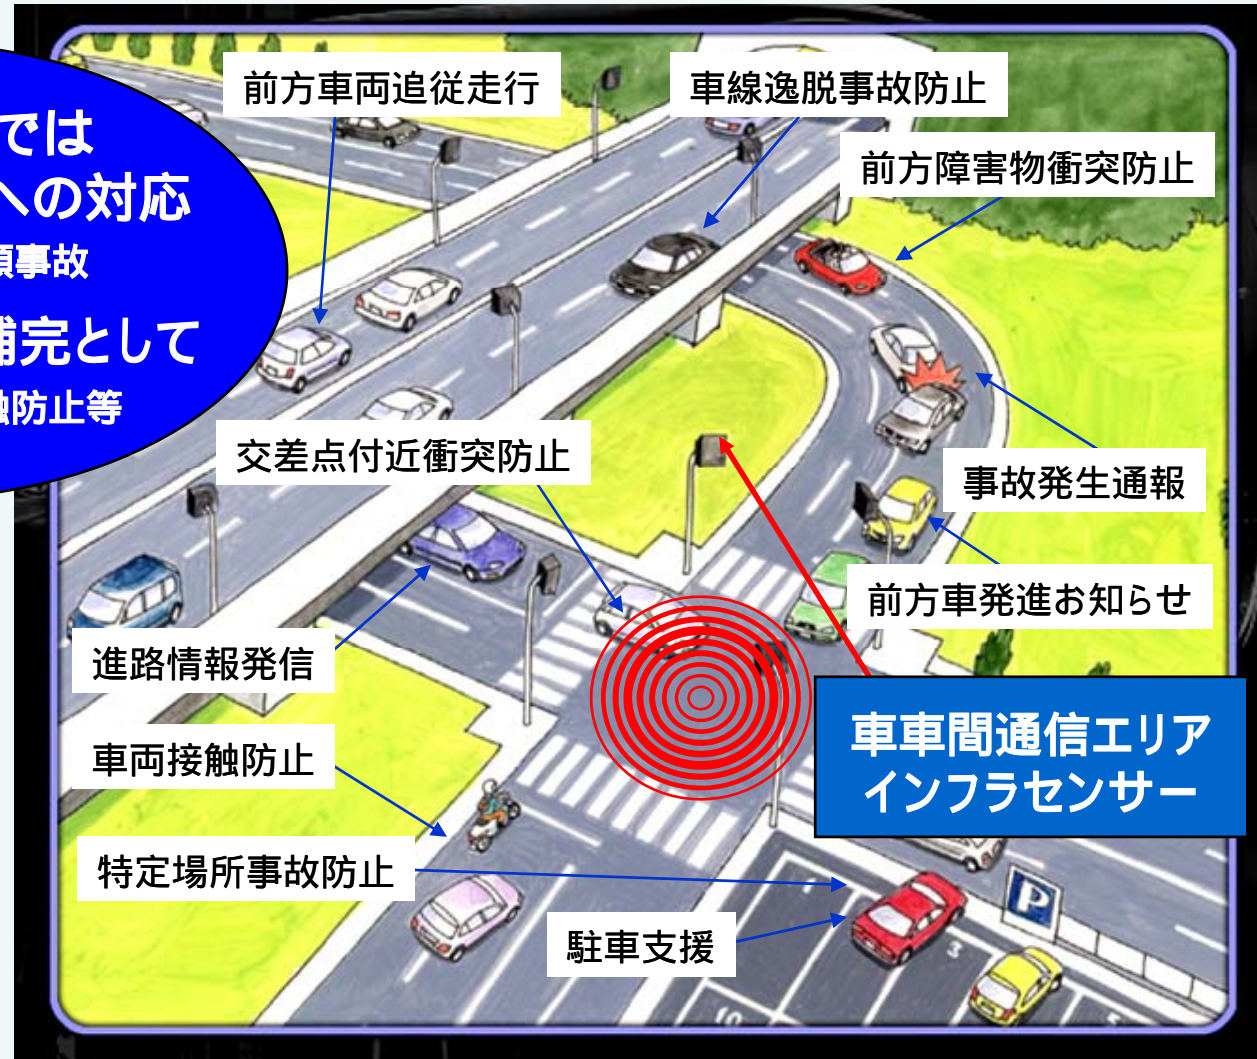 前方車両追従走行
車線逸脱事故防止
前方障害物衝突防止
では
への対応
事故
補完として
触防止等
交差点付近衝突防止
事故発生通報
前方車発進お知らせ
進路情報発信
車両接触防止
車車間通信エリア
インフラセンサー
特定場所事故防止
駐車支援
P
3
10
5